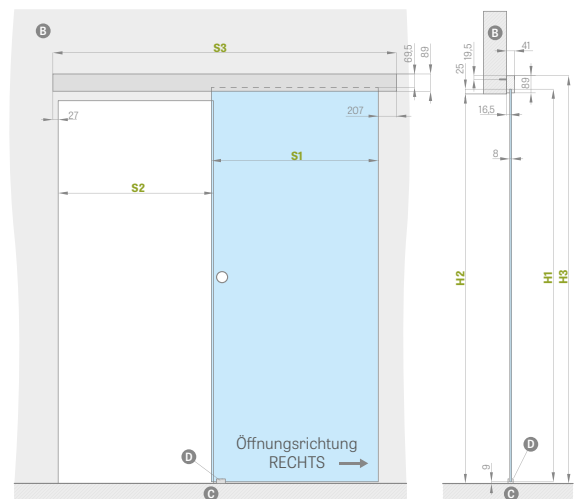 B
S3
69,5
89
27
207
S1
S2
Öffnungsrichtung
RECHTS
D
C
B
41
19,5
25
89
16,5
8
H2
H1
H3
D
9
C